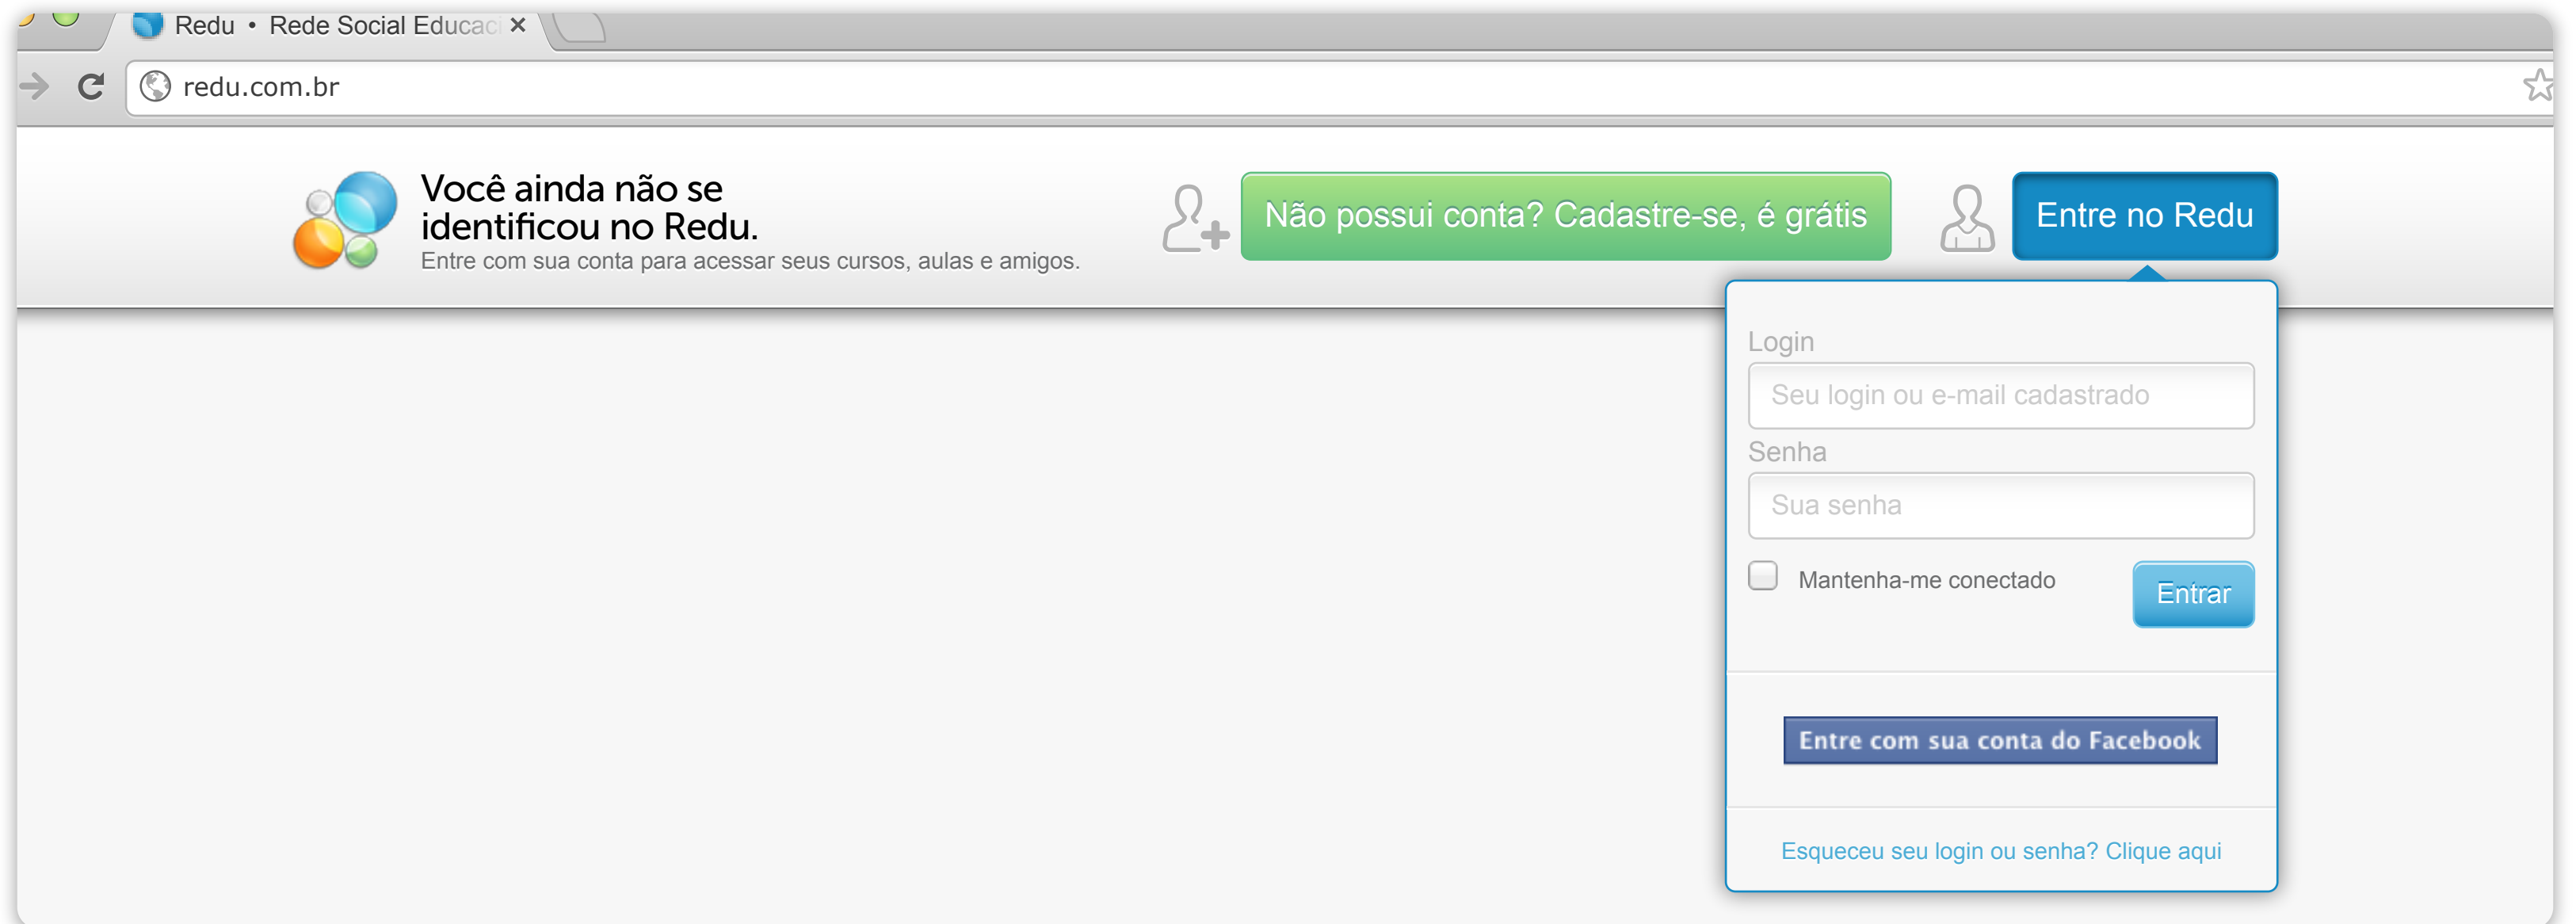 Redu • Rede Social Educaci
redu.com.br
Você ainda não se
identificou no Redu.
Entre com sua conta para acessar seus cursos, aulas e amigos.
Não possui conta? Cadastre-se, é grátis
Entre no Redu
Login
Seu login ou e-mail cadastrado
Senha
Sua senha
Mantenha-me conectado
Entrar
Entre com sua conta do Facebook
Esqueceu seu login ou senha? Clique aqui